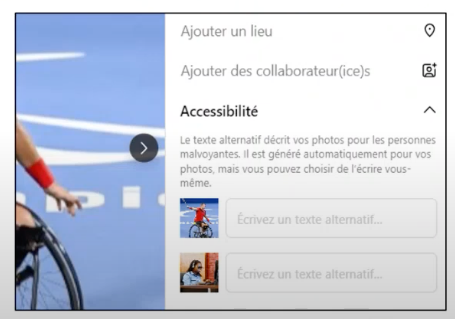 Ajouter un lieu
Ajouter des collaborateur(ice)s
Accessibilité
Le texte alternatif décrit vos photos pour les personnes
malvoyantes. Il est généré automatiquement pour vos
photos, mais vous pouvez choisir de l'écrire vous-
même.
Écrivez un texte alternatif...
Écrivez un texte alternatif...